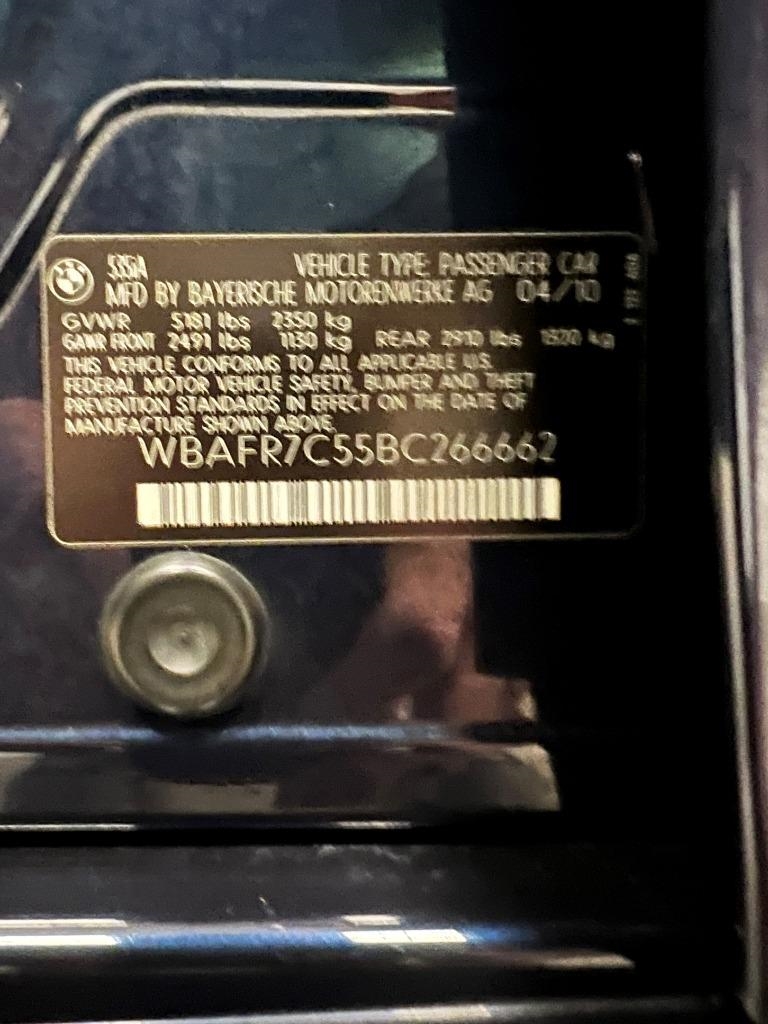 535iA VEHICLE TYPE: PASSENGER CAR
MFD BY BAYERISCHE MOTORENWERKE AG 04/10
GVWR 5181 lbs 2350 kg
GAWR FRONT 2491 lbs 1130 kg REAR 2910 lbs 1320 kg
THIS VEHICLE CONFORMS TO ALL APPLICABLE U.S.
FEDERAL MOTOR VEHICLE SAFETY, BUMPER AND THEFT
PREVENTION STANDARDS IN EFFECT ON THE DATE OF
MANUFACTURE SHOWN ABOVE.
WBAFR7C55BC266662